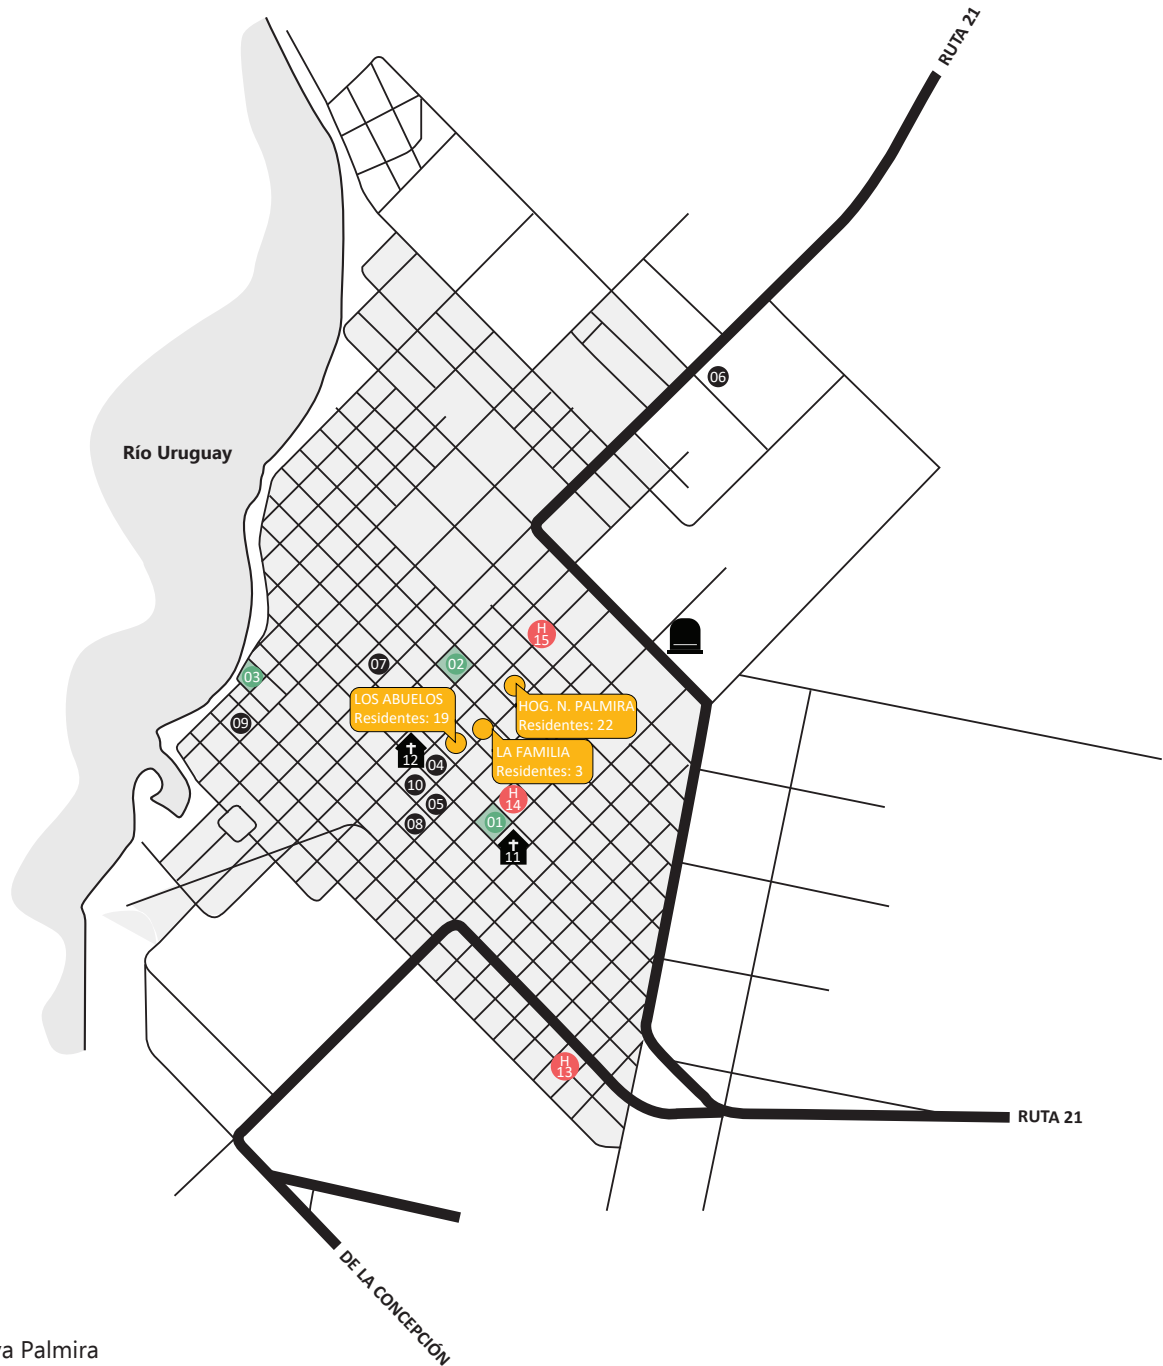 RUTA 21
06
Río Uruguay
H
15
07
02
03
LOS ABUELOS
Residentes: 19
HOG. N. PALMIRA
Residentes: 22
09
12
04
LA FAMILIA
Residentes: 3
10
H
14
05
08
01
11
H
13
RUTA 21
DE LA CONCEPCIÓN
Palmira